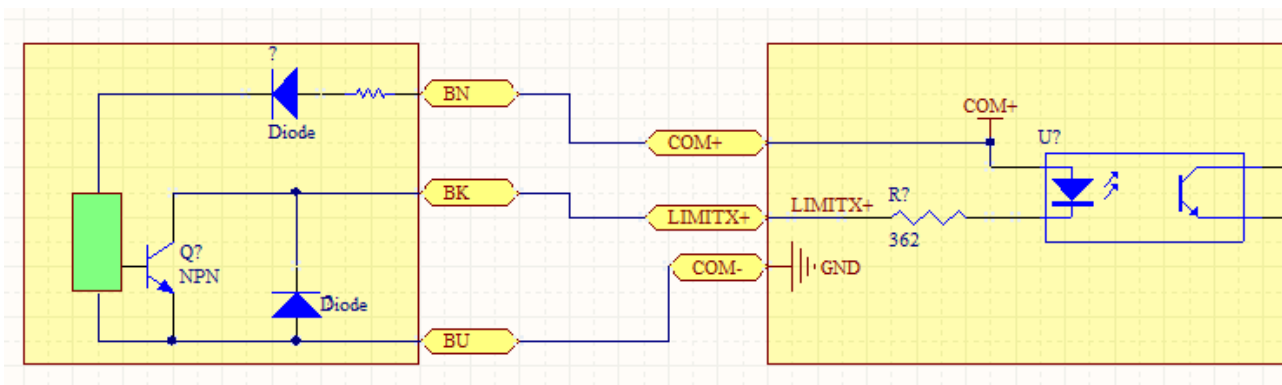 ?
Diode
BN
COM+
COM+
U?
BK
LIMITX+
LIMITX+
R?
362
Q?
NPN
?
Diode
COM-
GND
BU